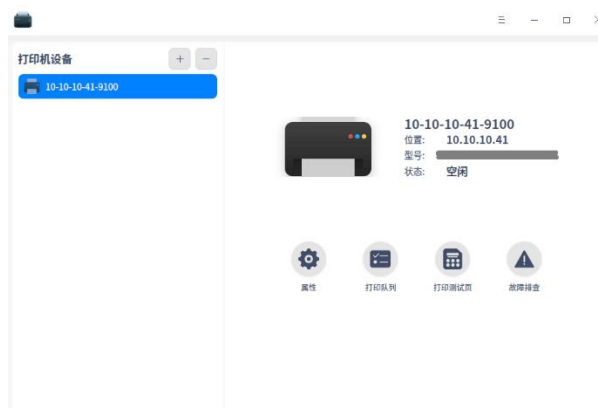 打印机设备
+ −
10-10-10-41-9100
10-10-10-41-9100
位置: 10.10.10.41
型号:
状态: 空闲
属性 打印队列 打印测试页 故障排查